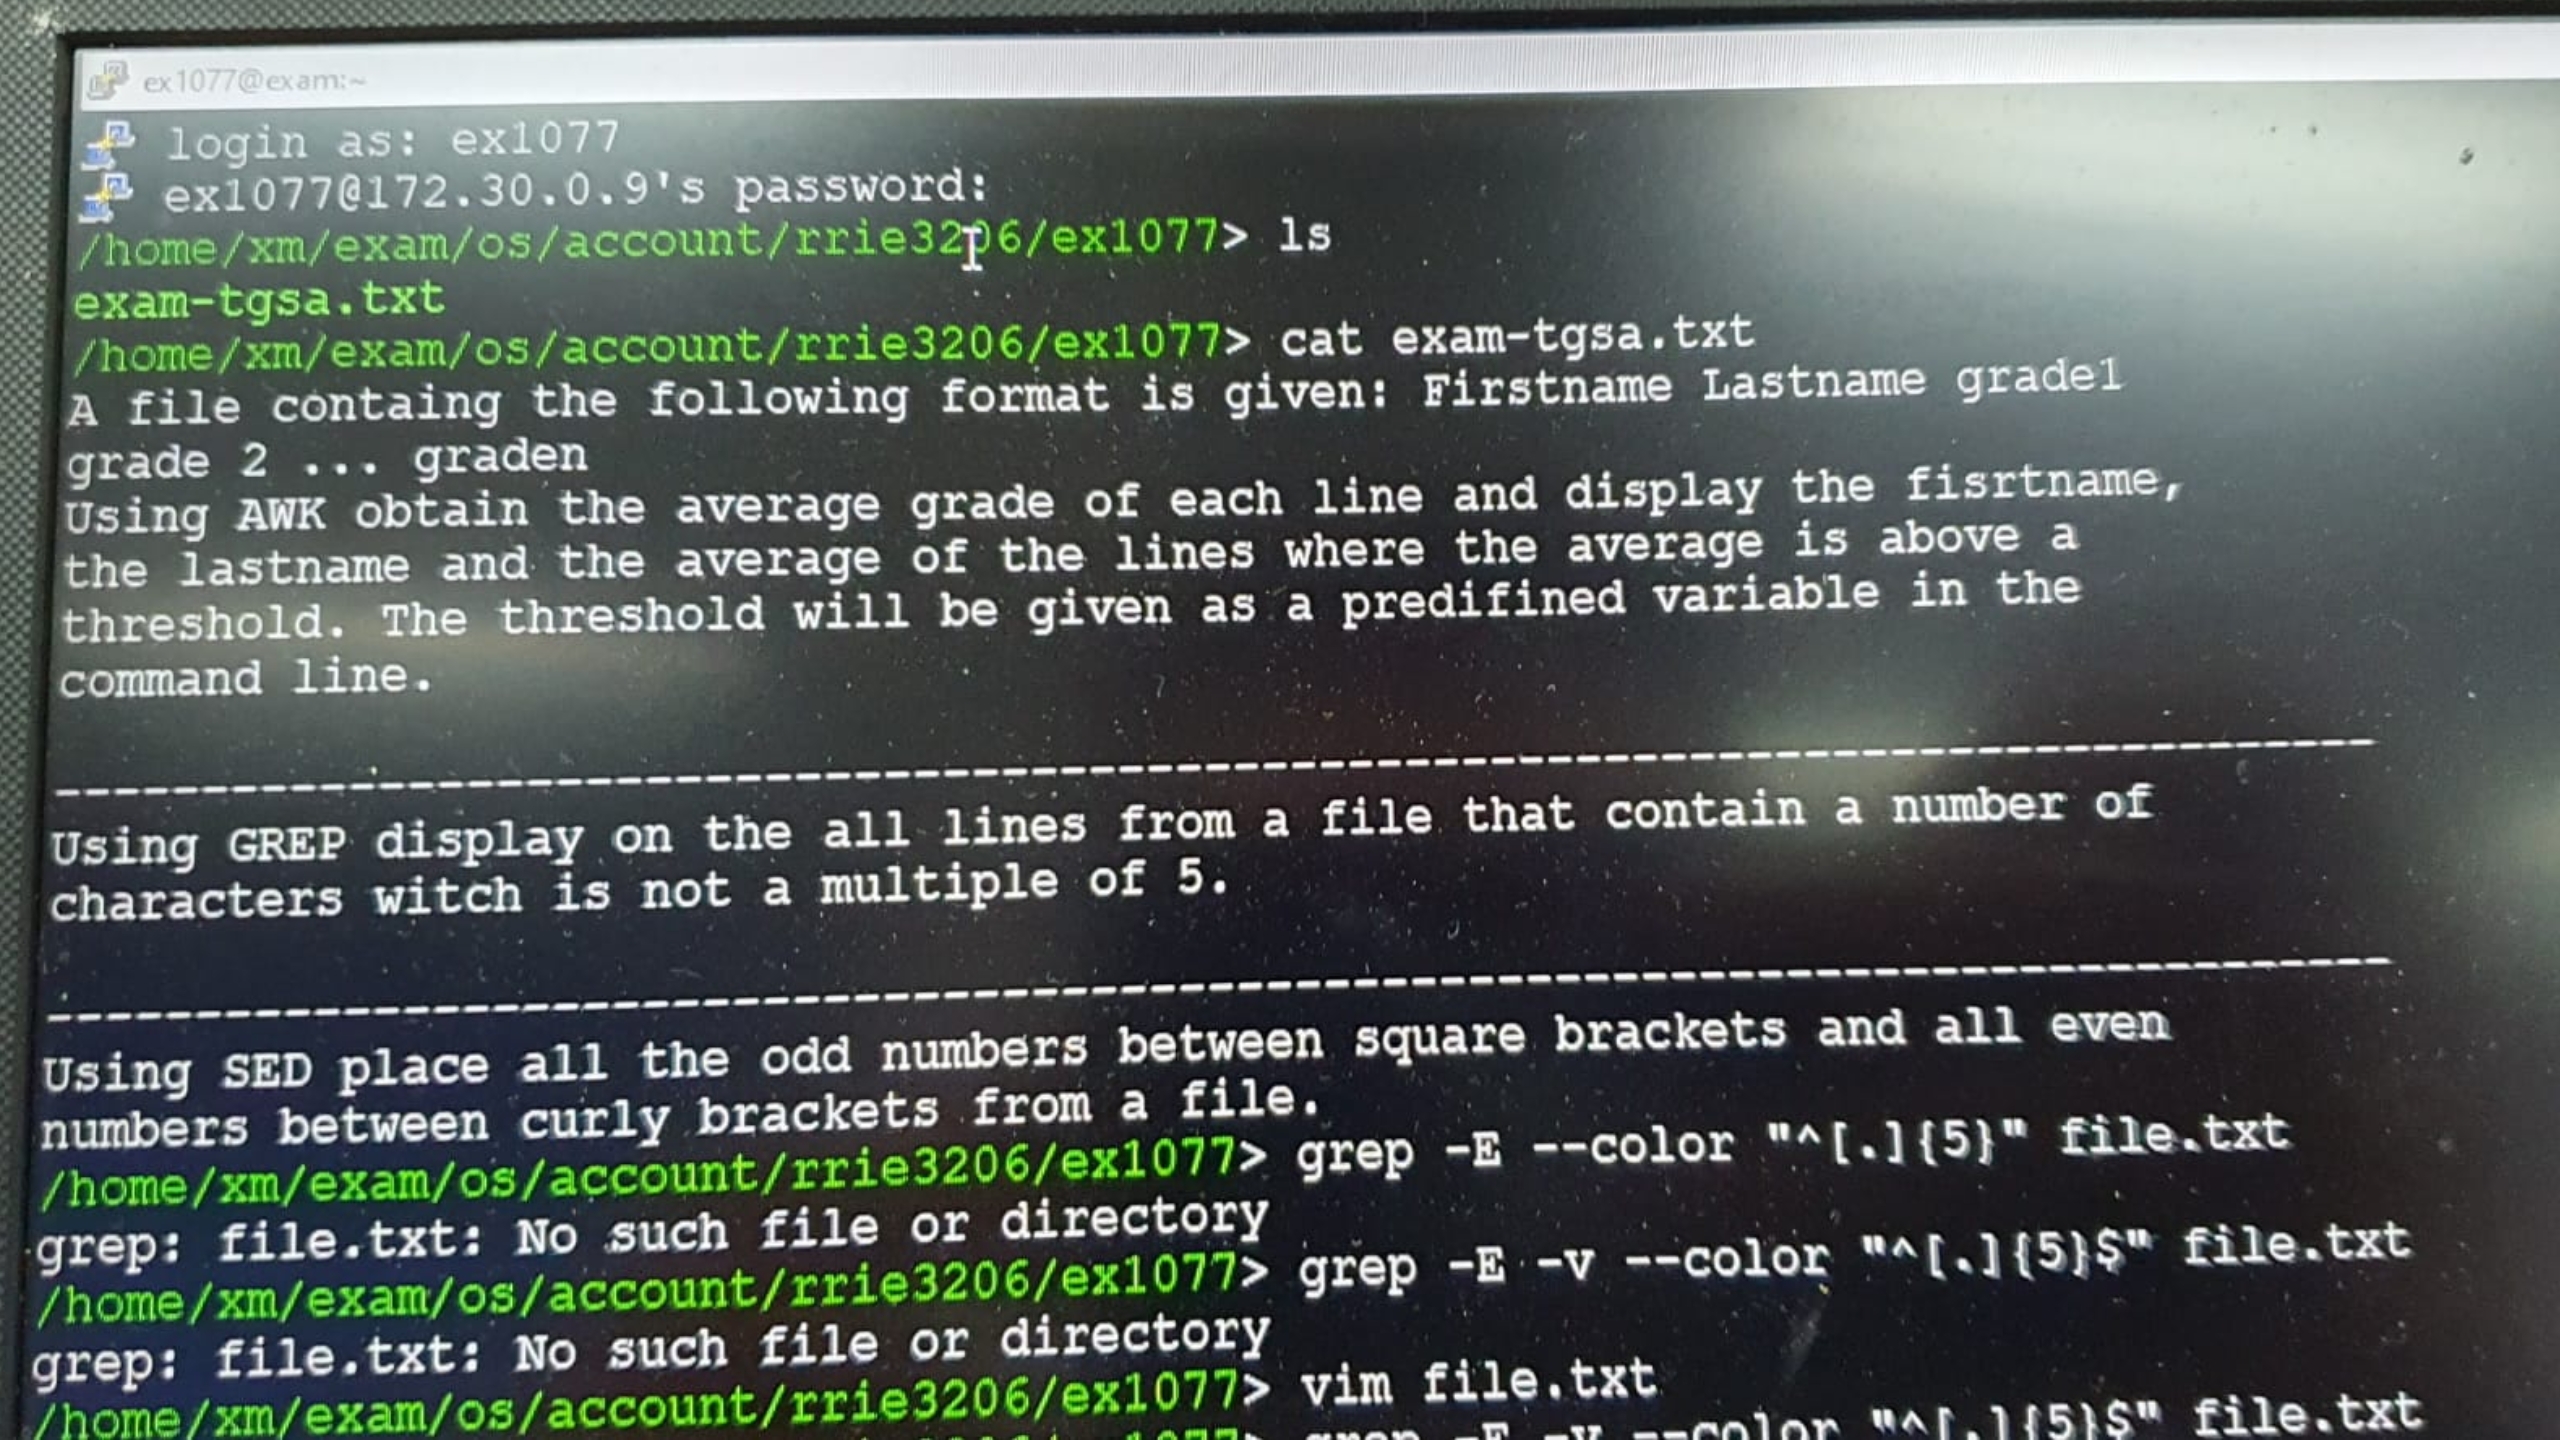 ex1077@exam:~
login as: ex1077
ex1077@172.30.0.9's password:
/home/xm/exam/os/account/rrie3206/ex1077> ls
exam-tgsa.txt
/home/xm/exam/os/account/rrie3206/ex1077> cat exam-tgsa.txt
A file containg the following format is given: Firstname Lastname grade1
grade 2 ... graden
Using AWK obtain the average grade of each line and display the fisrtname,
the lastname and the average of the lines where the average is above a
threshold. The threshold will be given as a predifined variable in the
command line.
--------------------------------------------------------------------------------
Using GREP display on the all lines from a file that contain a number of
characters witch is not a multiple of 5.
--------------------------------------------------------------------------------
Using SED place all the odd numbers between square brackets and all even
numbers between curly brackets from a file.
/home/xm/exam/os/account/rrie3206/ex1077> grep -E --color "^[.]{5}" file.txt
grep: file.txt: No such file or directory
/home/xm/exam/os/account/rrie3206/ex1077> grep -E -v --color "^[.]{5}$" file.txt
grep: file.txt: No such file or directory
/home/xm/exam/os/account/rrie3206/ex1077> vim file.txt
1077> grep -E -v --color "^[.]{5}$" file.txt